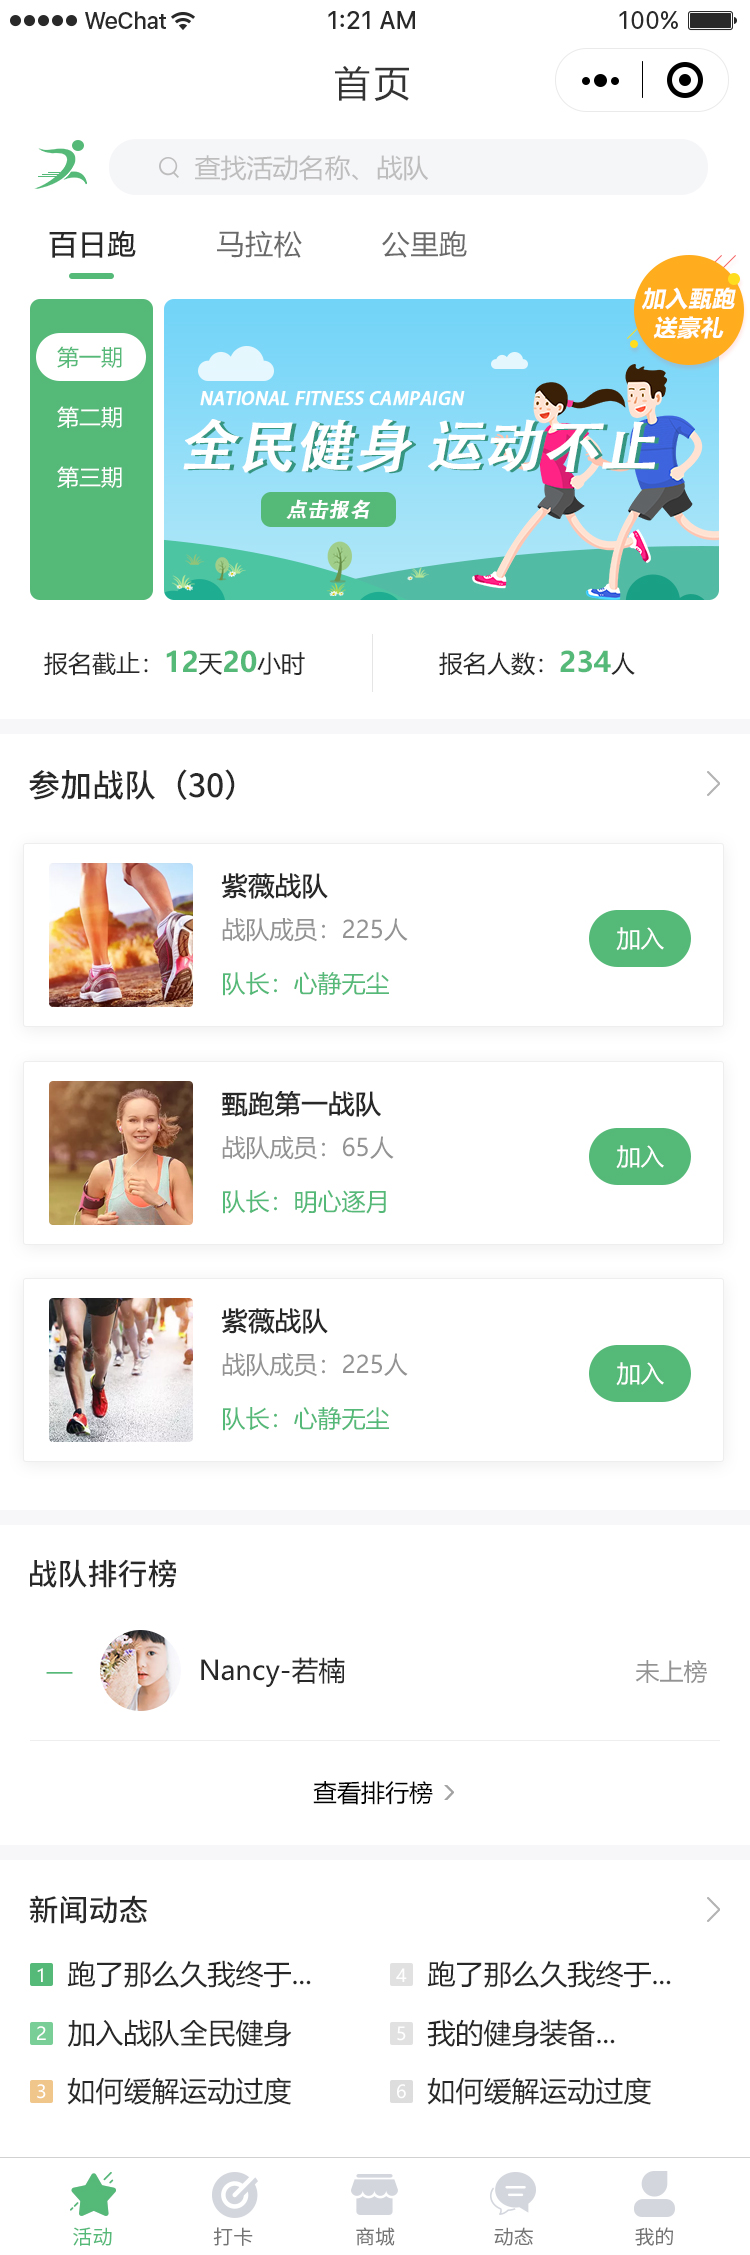 WeChat 1:21 AM 100%
首页
查找活动名称、战队
百日跑 马拉松 公里跑
加入甄跑
送豪礼
第一期
第二期
第三期
NATIONAL FITNESS CAMPAIGN
全民健身 运动不止
点击报名
报名截止：12天20小时 报名人数：234人
参加战队（30）
紫薇战队
战队成员：225人
队长：心静无尘
加入
甄跑第一战队
战队成员：65人
队长：明心逐月
加入
紫薇战队
战队成员：225人
队长：心静无尘
加入
战队排行榜
Nancy-若楠 未上榜
查看排行榜
新闻动态
1 跑了那么久我终于...
2 加入战队全民健身
3 如何缓解运动过度
4 跑了那么久我终于...
5 我的健身装备...
6 如何缓解运动过度
活动 打卡 商城 动态 我的